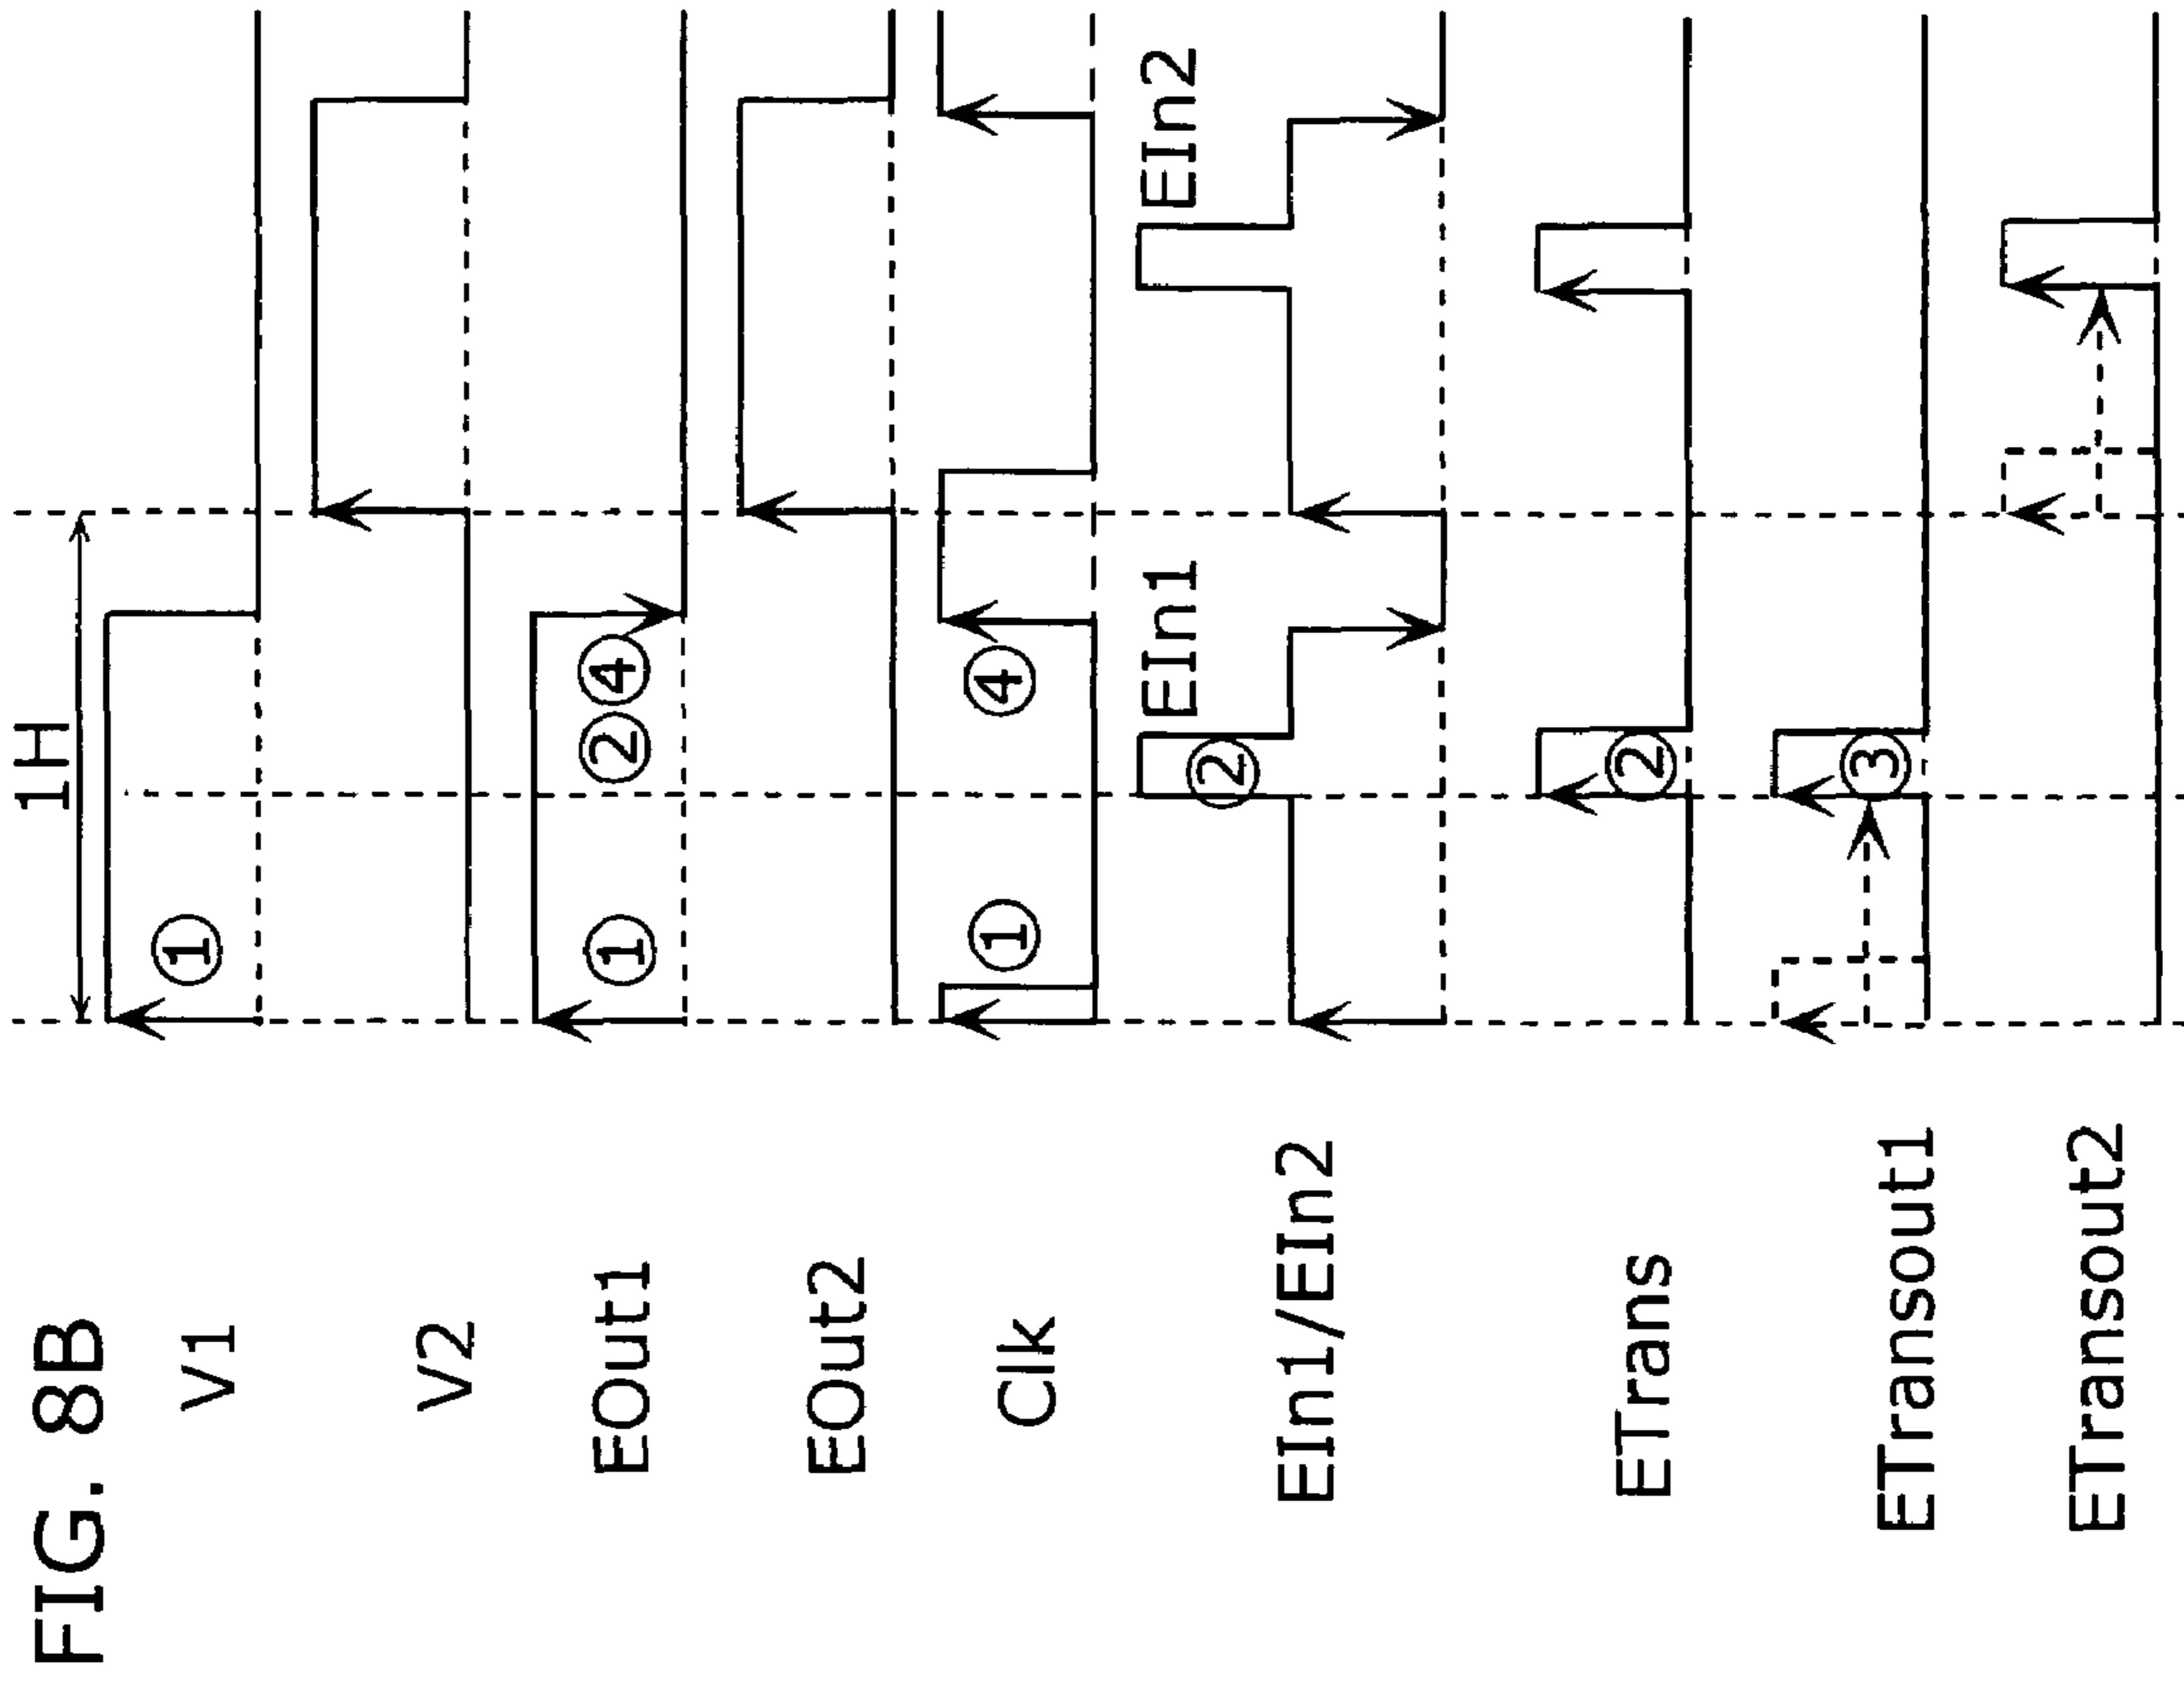 FIG. 8B
1H
V1
①
V2
EOut1
①
②④
EOut2
Clk
①
④
EIn1
EIn2
EIn1/EIn2
②
ETrans
②
ETransout1
③
ETransout2